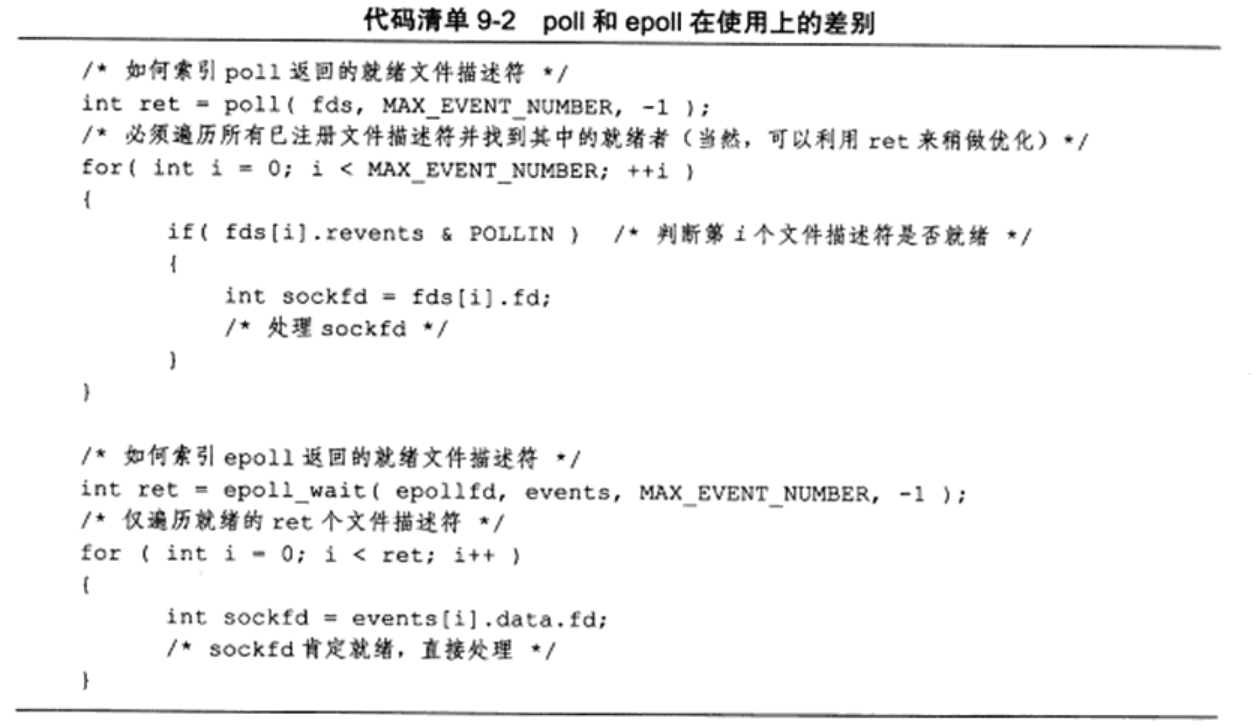 代码清单 9-2 poll 和 epoll 在使用上的差别
/* 如何索引 poll 返回的就绪文件描述符 */
int ret = poll( fds, MAX_EVENT_NUMBER, -1 );
/* 必须遍历所有已注册文件描述符并找到其中的就绪者（当然，可以利用 ret 来稍做优化）*/
for( int i = 0; i < MAX_EVENT_NUMBER; ++i )
{
if( fds[i].revents & POLLIN ) /* 判断第 i 个文件描述符是否就绪 */
{
int sockfd = fds[i].fd;
/* 处理 sockfd */
}
}
/* 如何索引 epoll 返回的就绪文件描述符 */
int ret = epoll_wait( epollfd, events, MAX_EVENT_NUMBER, -1 );
/* 仅遍历就绪的 ret 个文件描述符 */
for ( int i = 0; i < ret; i++ )
{
int sockfd = events[i].data.fd;
/* sockfd 肯定就绪，直接处理 */
}